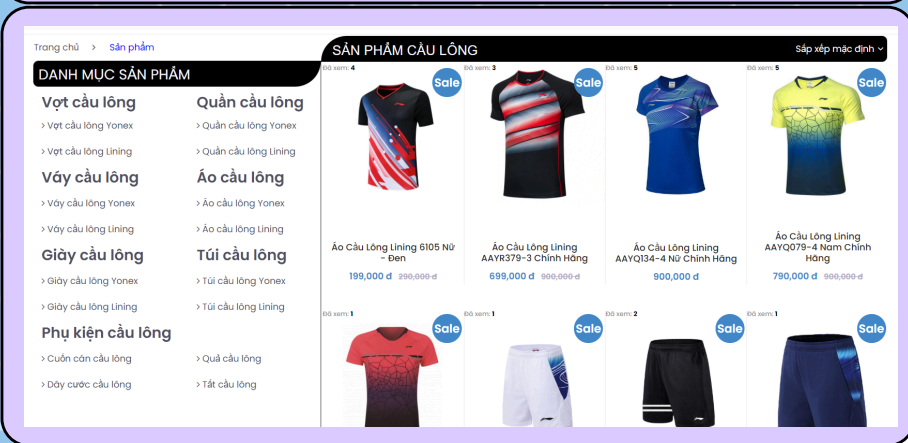 Trang chủ > Sản phẩm
DANH MỤC SẢN PHẨM
Vợt cầu lông
> Vợt cầu lông Yonex
> Vợt cầu lông Lining
Quần cầu lông
> Quần cầu lông Yonex
> Quần cầu lông Lining
Váy cầu lông
> Váy cầu lông Yonex
> Váy cầu lông Lining
Áo cầu lông
> Áo cầu lông Yonex
> Áo cầu lông Lining
Giày cầu lông
> Giày cầu lông Yonex
> Giày cầu lông Lining
Túi cầu lông
> Túi cầu lông Yonex
> Túi cầu lông Lining
Phụ kiện cầu lông
> Cuốn cán cầu lông
> Quả cầu lông
> Dây cước cầu lông
> Tất cầu lông
SẢN PHẨM CẦU LÔNG
Sắp xếp mặc định
Đã xem: 4
Sale
Áo Cầu Lông Lining 6105 Nữ
- Đen
199,000 đ 290,000 đ
Đã xem: 3
Sale
Áo Cầu Lông Lining
AAYR379-3 Chính Hãng
699,000 đ 900,000 đ
Đã xem: 5
Áo Cầu Lông Lining
AAYQ134-4 Nữ Chính Hãng
900,000 đ
Đã xem: 5
Sale
Áo Cầu Lông Lining
AAYQ079-4 Nam Chính
Hãng
790,000 đ 900,000 đ
Đã xem: 1
Sale
Đã xem: 1
Sale
Đã xem: 2
Sale
Đã xem: 1
Sale